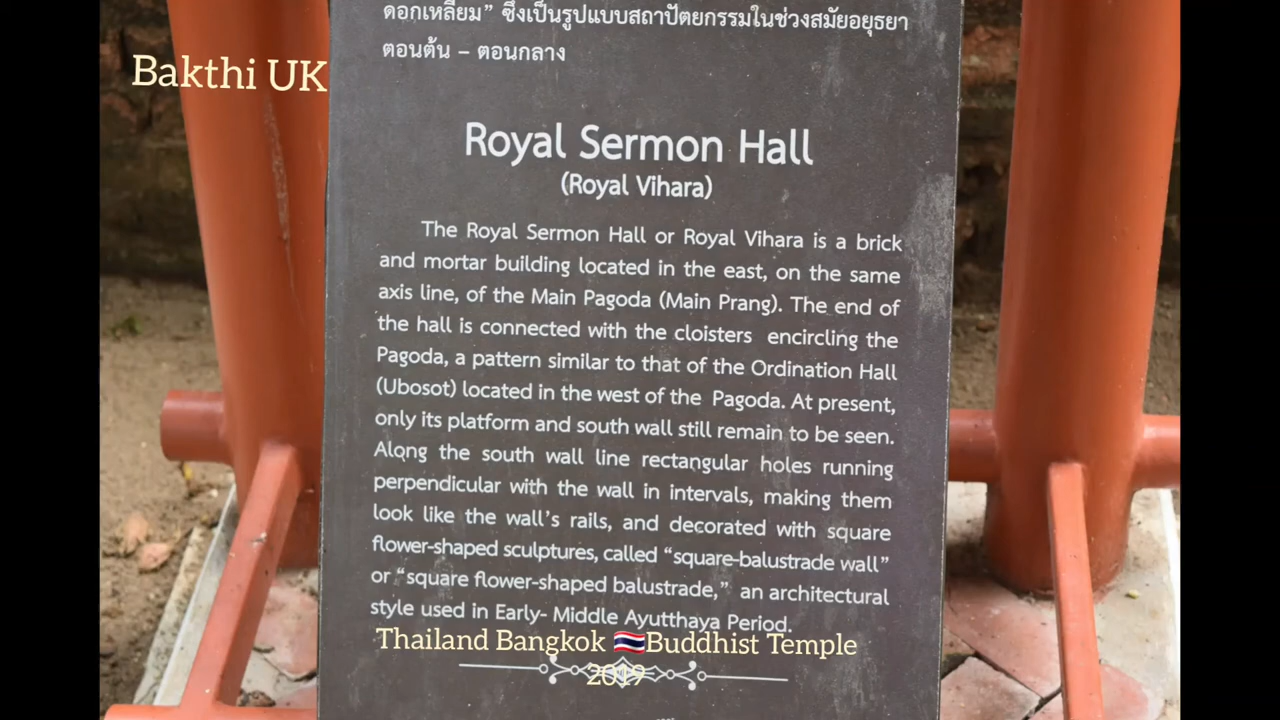 ดอกเหลี่ยม” ซึ่งเป็นรูปแบบสถาปัตยกรรมในช่วงสมัยอยุธยา
ตอนต้น – ตอนกลาง
Bakthi UK
Royal Sermon Hall
(Royal Vihara)
The Royal Sermon Hall or Royal Vihara is a brick
and mortar building located in the east, on the same
axis line, of the Main Pagoda (Main Prang). The end of
the hall is connected with the cloisters encircling the
Pagoda, a pattern similar to that of the Ordination Hall
(Ubosot) located in the west of the Pagoda. At present,
only its platform and south wall still remain to be seen.
Along the south wall line rectangular holes running
perpendicular with the wall in intervals, making them
look like the wall’s rails, and decorated with square
flower-shaped sculptures, called “square-balustrade wall”
or “square flower-shaped balustrade,” an architectural
style used in Early- Middle Ayutthaya Period.
Thailand Bangkok 🇹🇭Buddhist Temple
2019